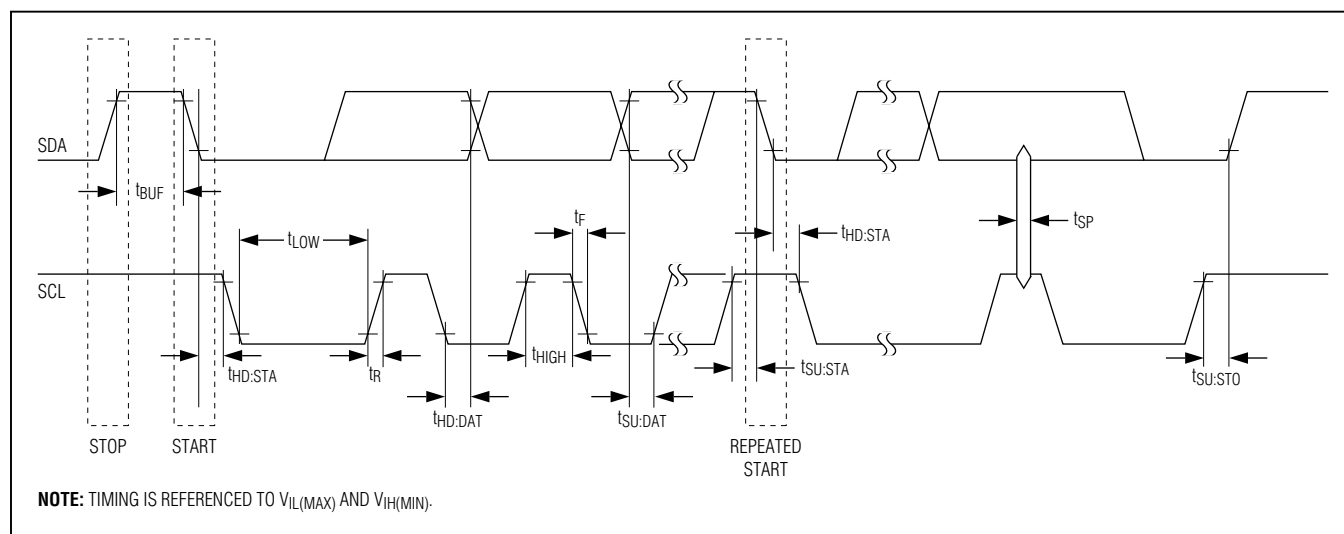 SDA
tBUF
tF
tLOW
tHD:STA
tSP
SCL
tHD:STA
tR
tHIGH
tSU:STA
tSU:STO
tHD:DAT
tSU:DAT
STOP
START
REPEATED
START
NOTE: TIMING IS REFERENCED TO VIL(MAX) AND VIH(MIN).